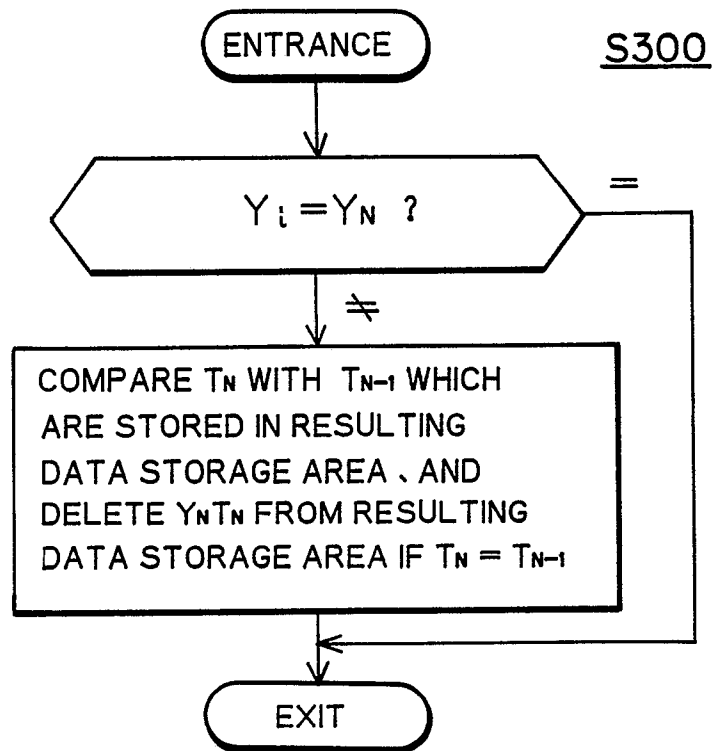 ENTRANCE
S300
Yi=YN ?
=
≠
COMPARE TN WITH TN-1 WHICH
ARE STORED IN RESULTING
DATA STORAGE AREA、AND
DELETE YNTN FROM RESULTING
DATA STORAGE AREA IF TN = TN-1
EXIT